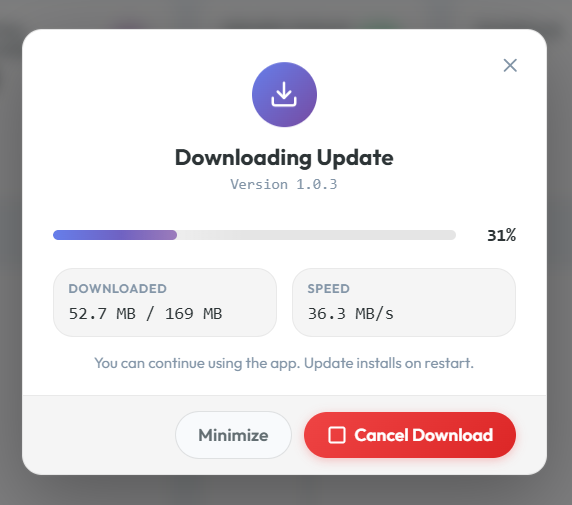 Downloading Update
Version 1.0.3
31%
DOWNLOADED
52.7 MB / 169 MB
SPEED
36.3 MB/s
You can continue using the app. Update installs on restart.
Minimize
Cancel Download